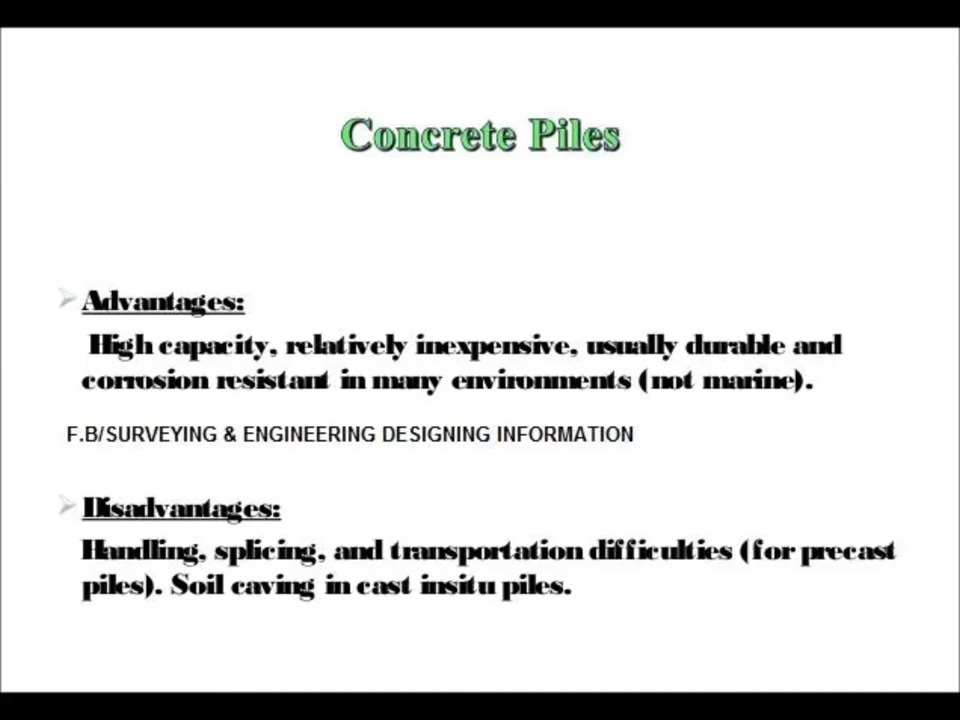 Concrete Piles
Advantages:
High capacity, relatively inexpensive, usually durable and
corrosion resistant in many environments (not marine).
F.B/SURVEYING & ENGINEERING DESIGNING INFORMATION
Disadvantages:
Handling, splicing, and transportation difficulties (for precast
piles). Soil caving in cast insitu piles.